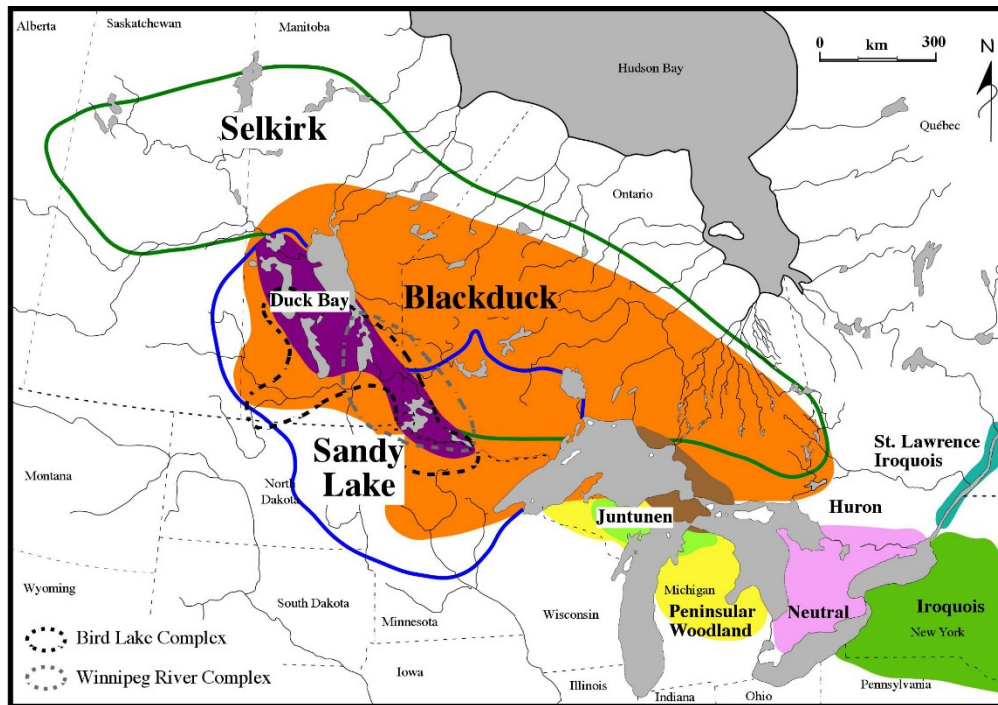 Alberta
Saskatchewan
Manitoba
0
km
300
N
Hudson Bay
Québec
Selkirk
Ontario
Duck Bay
Blackduck
Sandy
Lake
St. Lawrence
Iroquois
Montana
North
Dakota
Huron
Juntunen
Wyoming
Michigan
Peninsular
Woodland
Neutral
Iroquois
New York
South Dakota
Minnesota
Wisconsin
Bird Lake Complex
Winnipeg River Complex
Iowa
Illinois
Indiana
Ohio
Pennsylvania